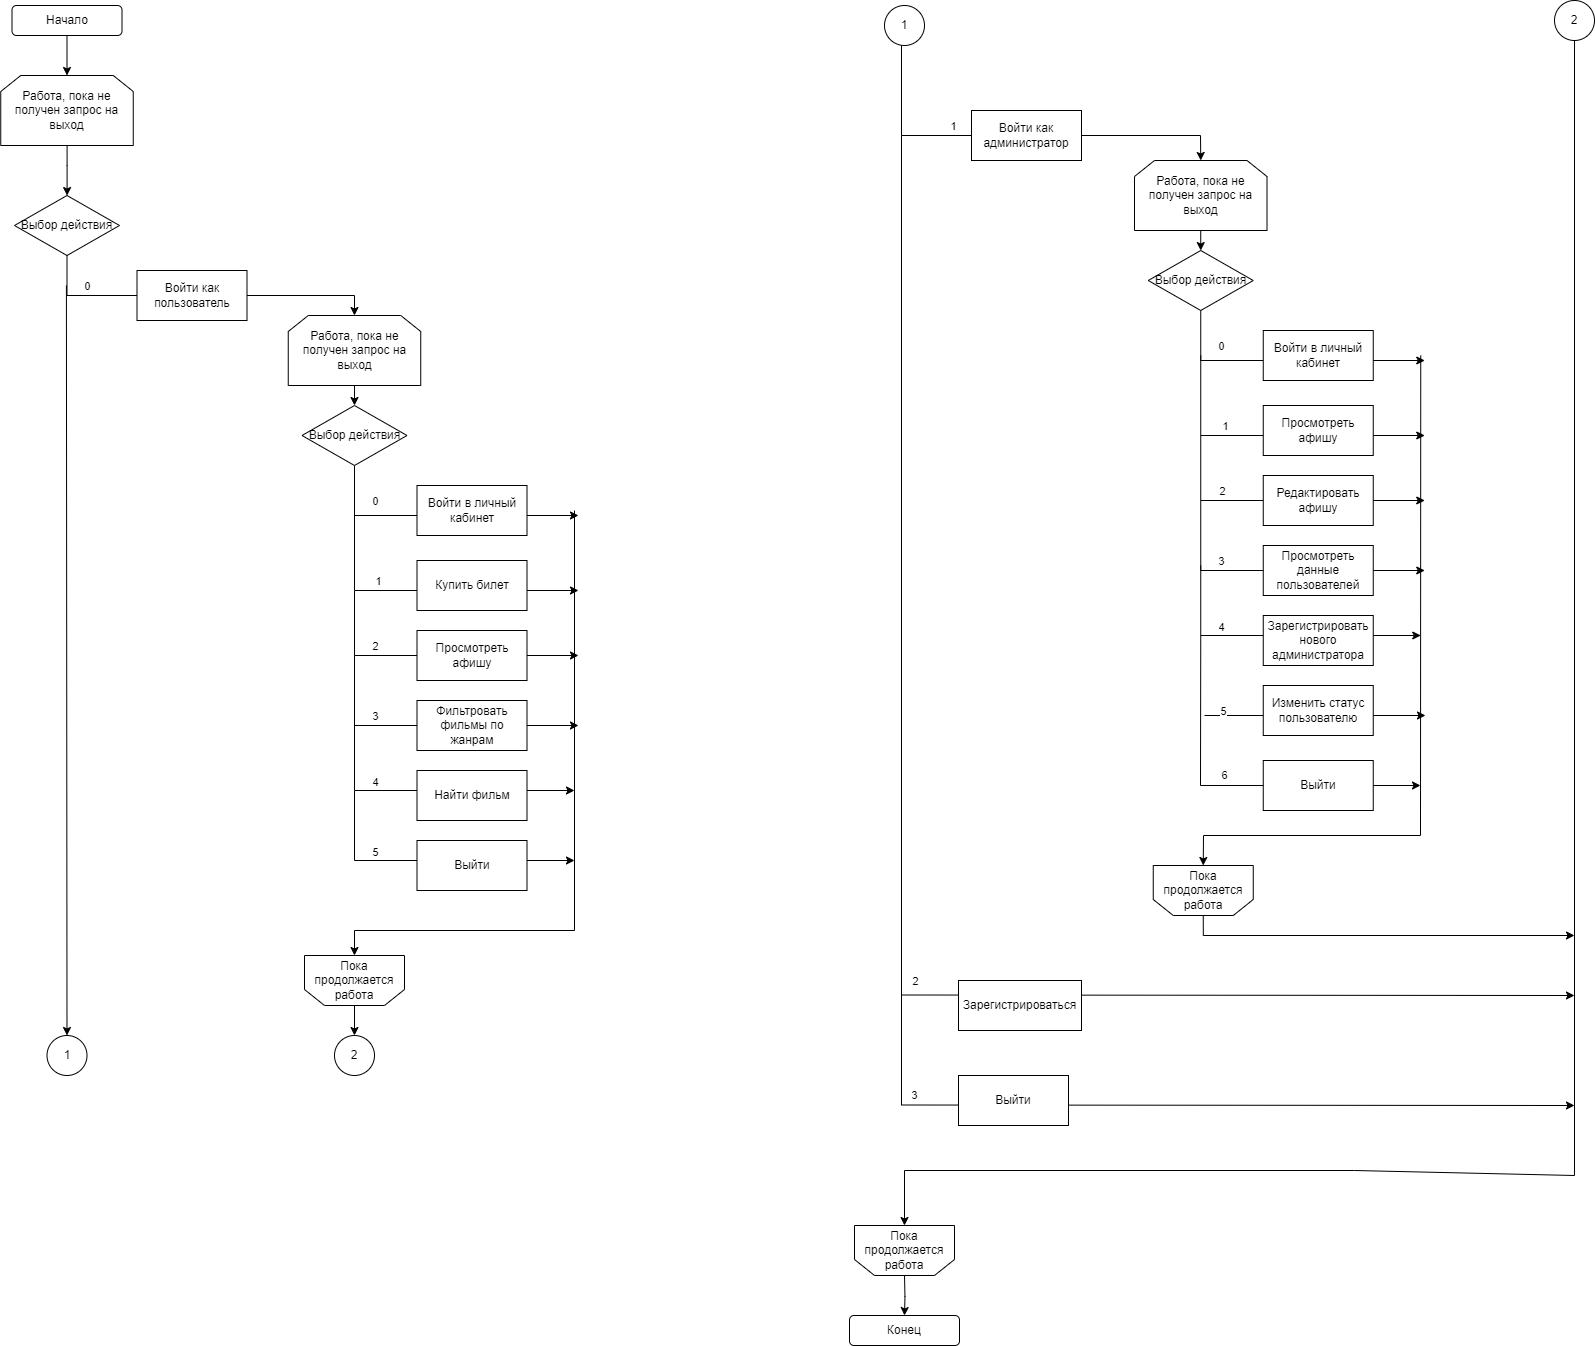 Начало
Работа, пока не
получен запрос на
выход
Выбор действия
0
Войти как
пользователь
Работа, пока не
получен запрос на
выход
Выбор действия
0
Войти в личный
кабинет
1
Купить билет
2
Просмотреть
афишу
3
Фильтровать
фильмы по
жанрам
4
Найти фильм
5
Выйти
Пока
продолжается
работа
1
2
1
2
1
Войти как
администратор
Работа, пока не
получен запрос на
выход
Выбор действия
0
Войти в личный
кабинет
1
Просмотреть
афишу
2
Редактировать
афишу
3
Просмотреть
данные
пользователей
4
Зарегистрировать
нового
администратора
5
Изменить статус
пользователю
6
Выйти
Пока
продолжается
работа
2
Зарегистрироваться
3
Выйти
Пока
продолжается
работа
Конец